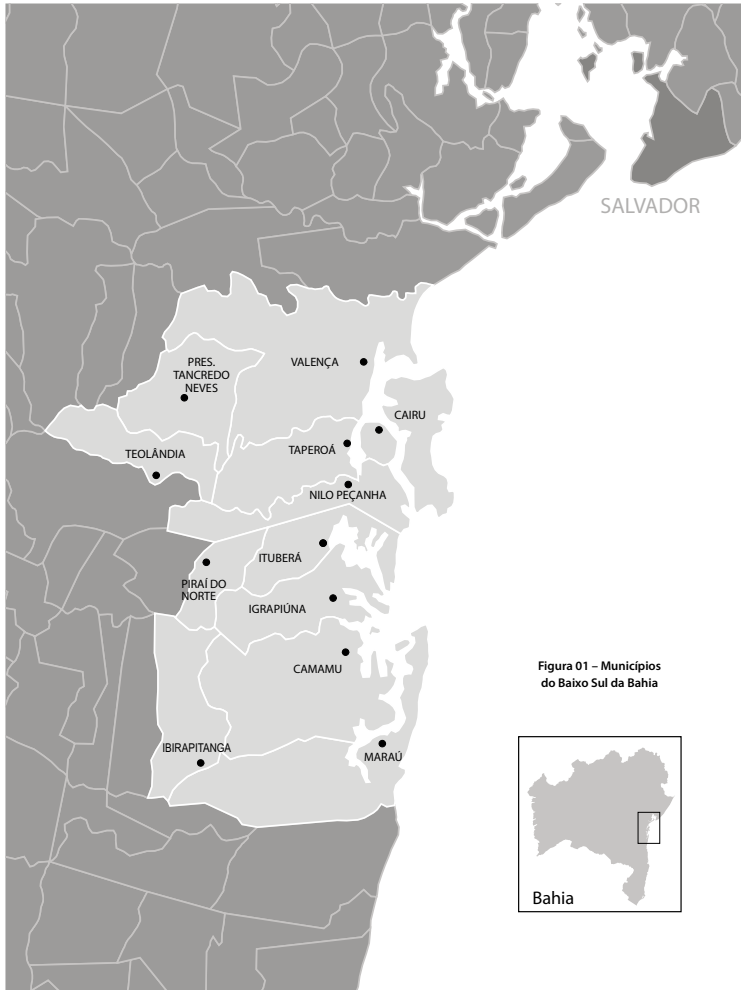 SALVADOR
VALENÇA
PRES.
TANCREDO
NEVES
CAIRU
TAPEROÁ
TEOLÂNDIA
NILO PEÇANHA
ITUBERÁ
PIRAÍ DO
NORTE
IGRAPIÚNA
CAMAMU
Figura 01 – Municípios
do Baixo Sul da Bahia
IBIRAPITANGA
MARAÚ
Bahia